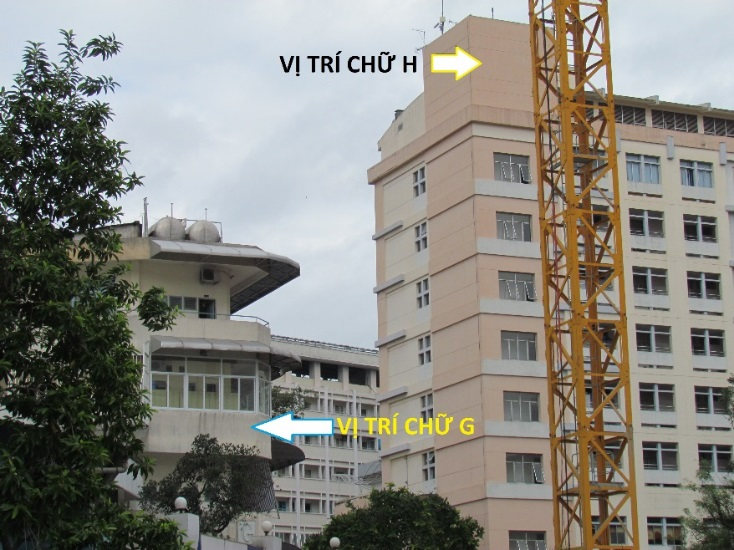 VỊ TRÍ CHỮ H
VỊ TRÍ CHỮ G